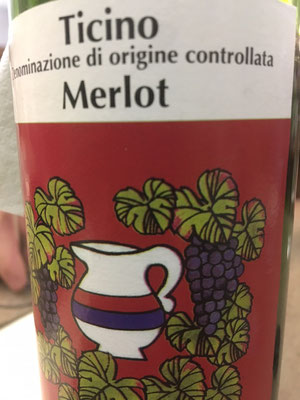 Ticino
Denominazione di origine controllata
Merlot